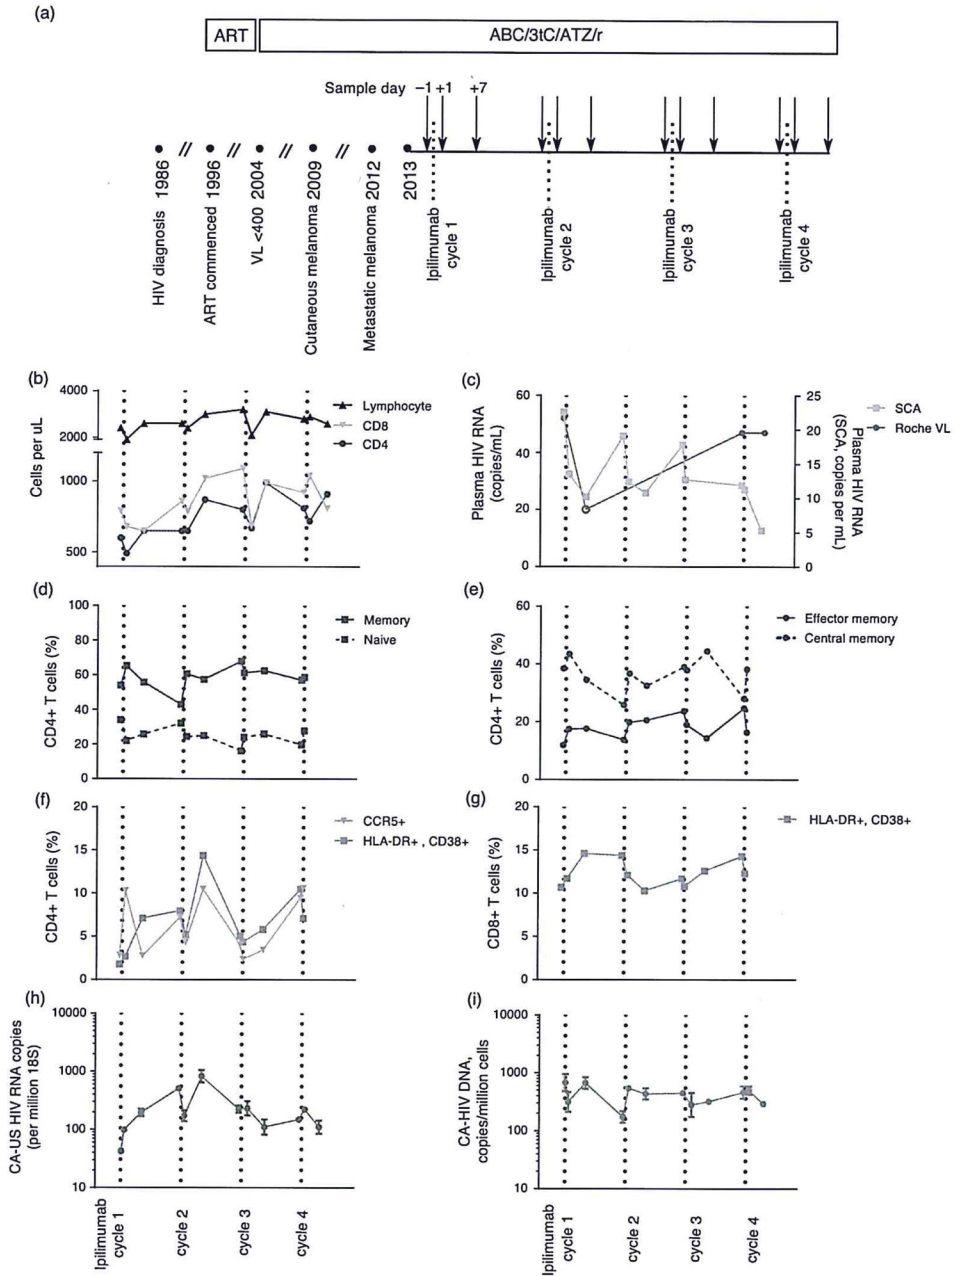 (a)
ART
ABC/3tC/ATZ/r
Sample day −1 +1 +7
HIV diagnosis 1986
ART commenced 1996
VL <400 2004
Cutaneous melanoma 2009
Metastatic melanoma 2012
2013
Ipilimumab
cycle 1
Ipilimumab
cycle 2
Ipilimumab
cycle 3
Ipilimumab
cycle 4
(b)
4000
2000
1000
500
Cells per uL
Lymphocyte
CD8
CD4
(c)
60
40
20
0
Plasma HIV RNA
(copies/mL)
25
20
15
10
5
0
Plasma HIV RNA
(SCA, copies per mL)
SCA
Roche VL
(d)
100
80
60
40
20
0
CD4+ T cells (%)
Memory
Naive
(e)
60
40
20
0
CD4+ T cells (%)
Effector memory
Central memory
(f)
20
15
10
5
0
CD4+ T cells (%)
CCR5+
HLA-DR+ , CD38+
(g)
20
15
10
5
0
CD8+ T cells (%)
HLA-DR+, CD38+
(h)
10000
1000
100
10
CA-US HIV RNA copies
(per million 18S)
Ipilimumab
cycle 1
cycle 2
cycle 3
cycle 4
(i)
10000
1000
100
10
CA-HIV DNA,
copies/million cells
Ipilimumab
cycle 1
cycle 2
cycle 3
cycle 4